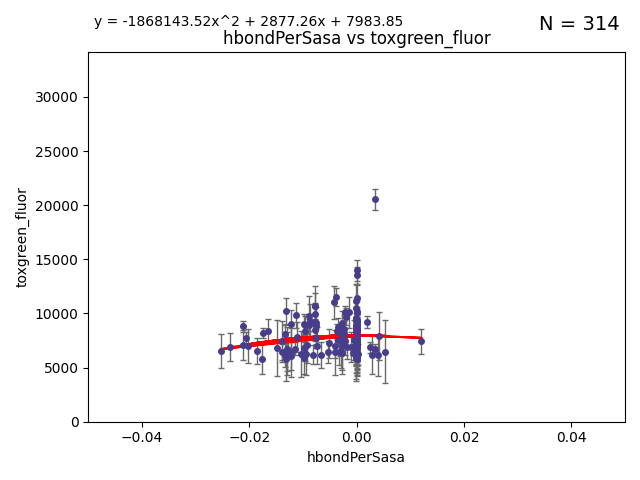 y = -1868143.52x^2 + 2877.26x + 7983.85
N = 314
hbondPerSasa vs toxgreen_fluor
30000
25000
20000
15000
10000
5000
0
toxgreen_fluor
−0.04
−0.02
0.00
0.02
0.04
hbondPerSasa